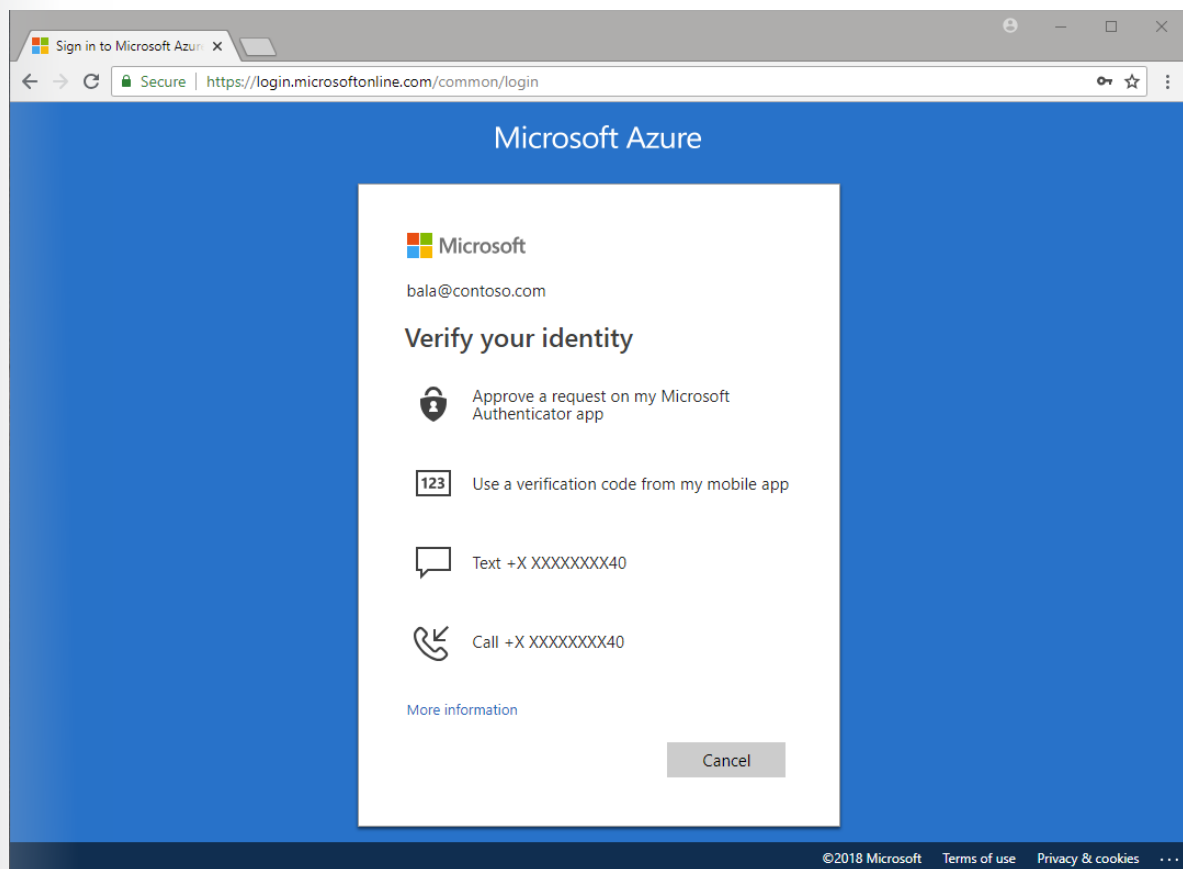 Sign in to Microsoft Azur
Secure | https://login.microsoftonline.com/common/login
Microsoft Azure
Microsoft
bala@contoso.com
Verify your identity
Approve a request on my Microsoft
Authenticator app
123
Use a verification code from my mobile app
Text +X XXXXXXXX40
Call +X XXXXXXXX40
More information
Cancel
©2018 Microsoft Terms of use Privacy & cookies ...